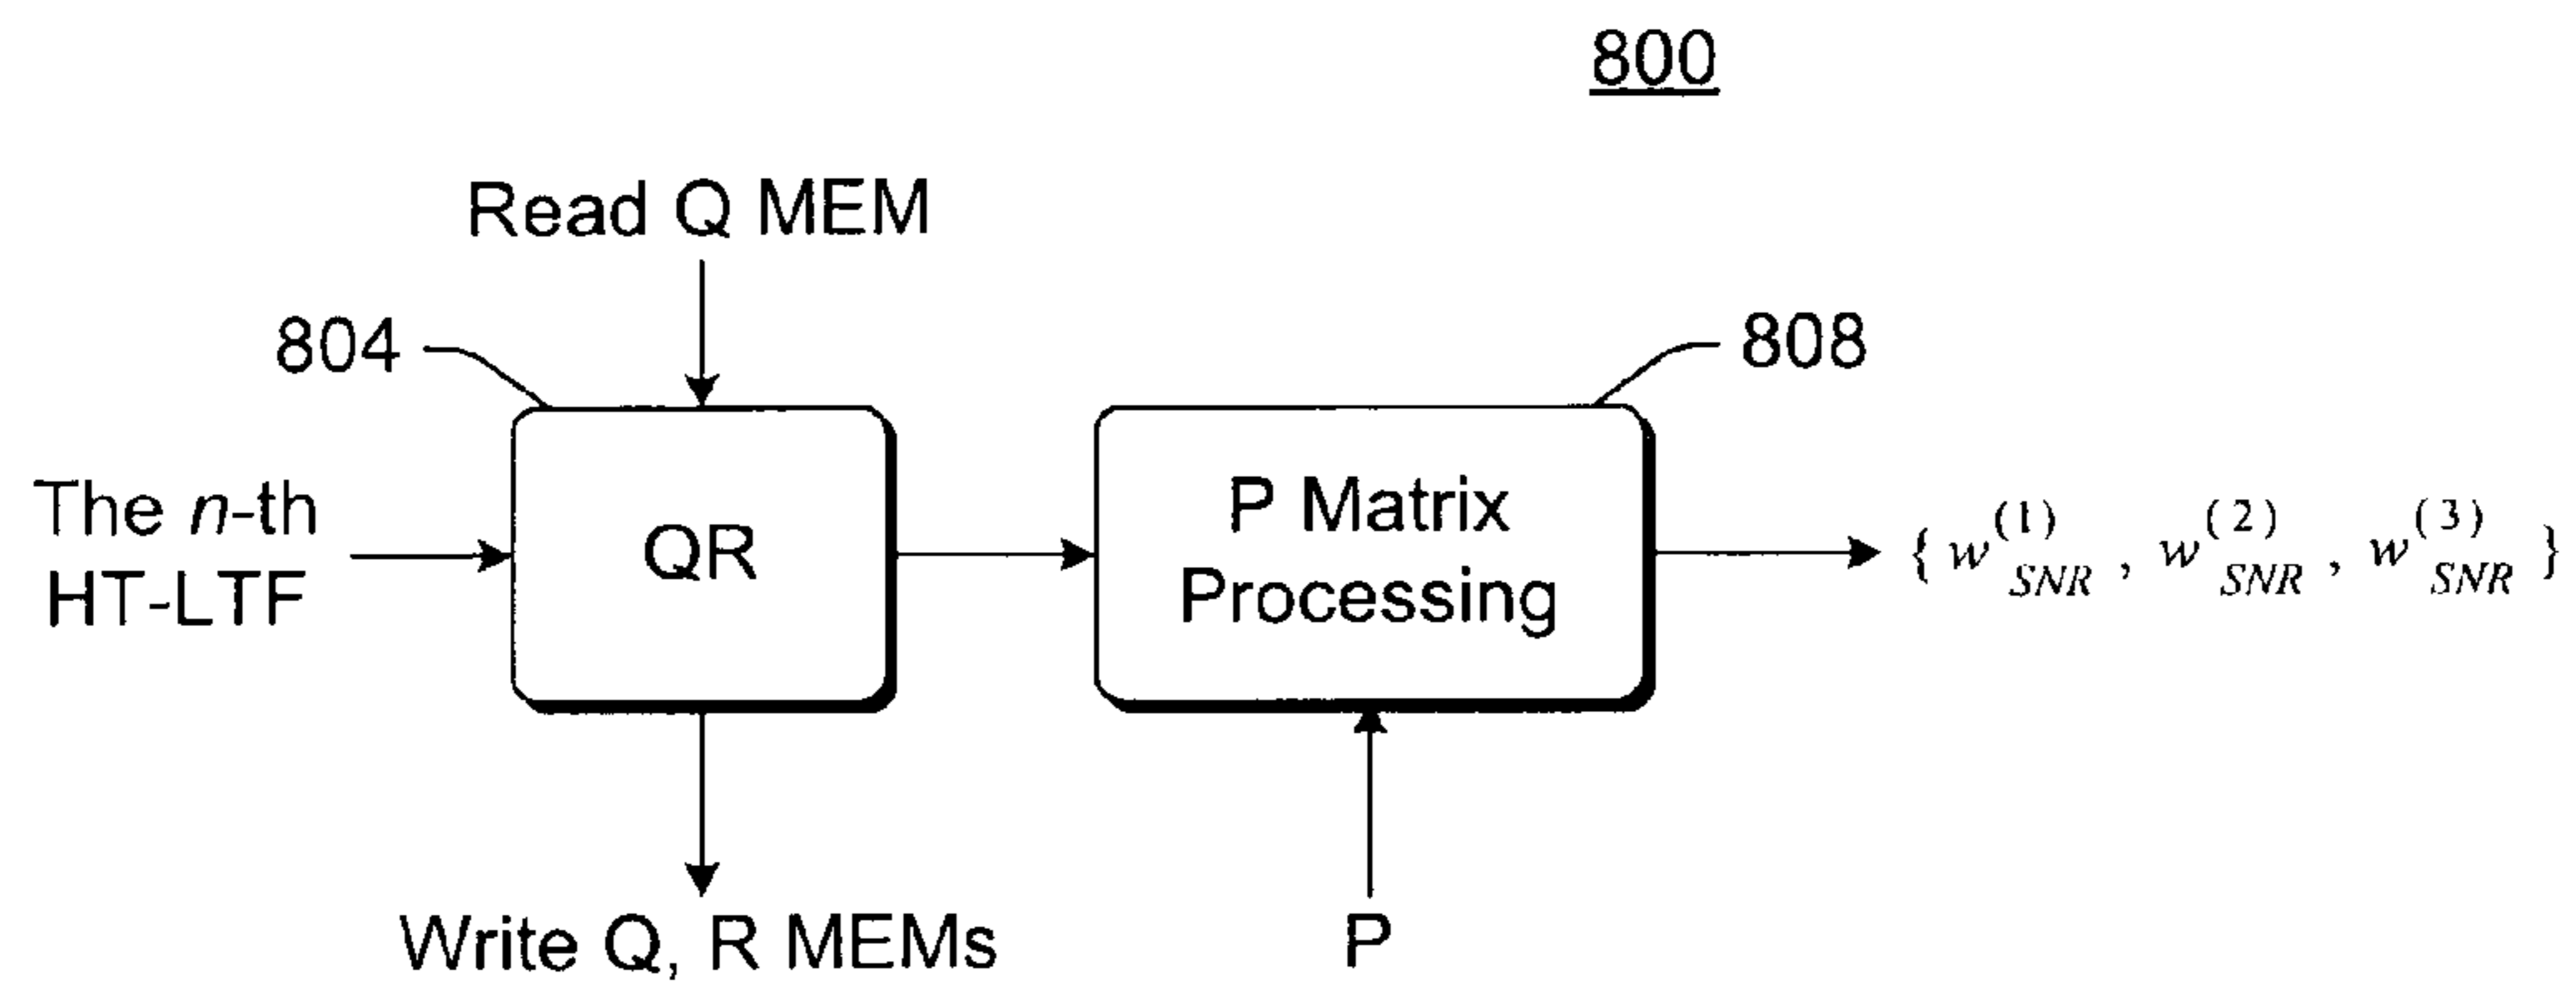 800
Read Q MEM
804
808
The n-th
HT-LTF
QR
P Matrix
Processing
{ w^{(1)}_{SNR} , w^{(2)}_{SNR} , w^{(3)}_{SNR} }
Write Q, R MEMs
P